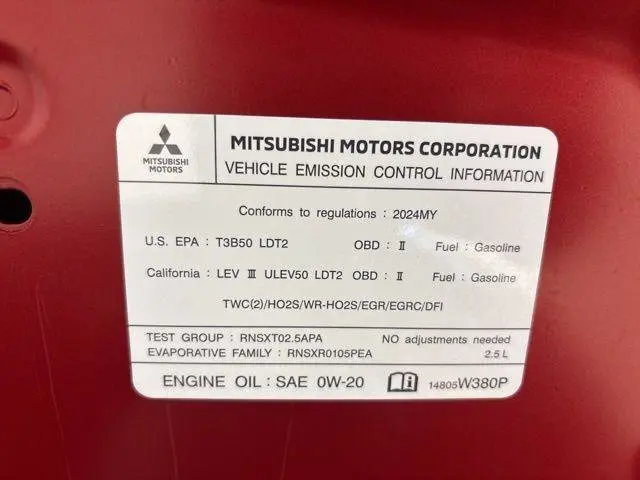 MITSUBISHI MOTORS
MITSUBISHI MOTORS CORPORATION
VEHICLE EMISSION CONTROL INFORMATION
Conforms to regulations : 2024MY
U.S. EPA : T3B50 LDT2 OBD : II Fuel : Gasoline
California : LEV III ULEV50 LDT2 OBD : II Fuel : Gasoline
TWC(2)/HO2S/WR-HO2S/EGR/EGRC/DFI
TEST GROUP : RNSXT02.5APA NO adjustments needed
EVAPORATIVE FAMILY : RNSXR0105PEA 2.5 L
ENGINE OIL : SAE 0W-20 14805W380P